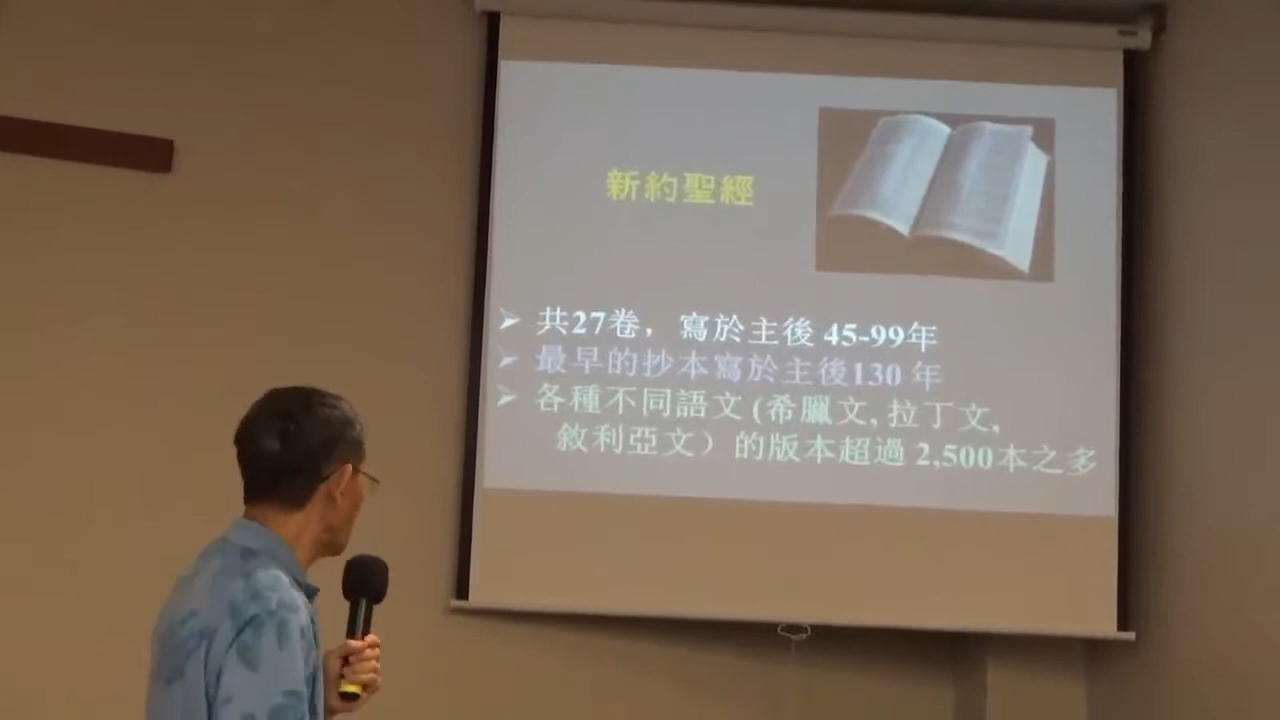 新約聖經
➢ 共27卷，寫於主後 45-99年
➢ 最早的抄本寫於主後130 年
➢ 各種不同語文 (希臘文, 拉丁文,
敘利亞文）的版本超過 2,500本之多